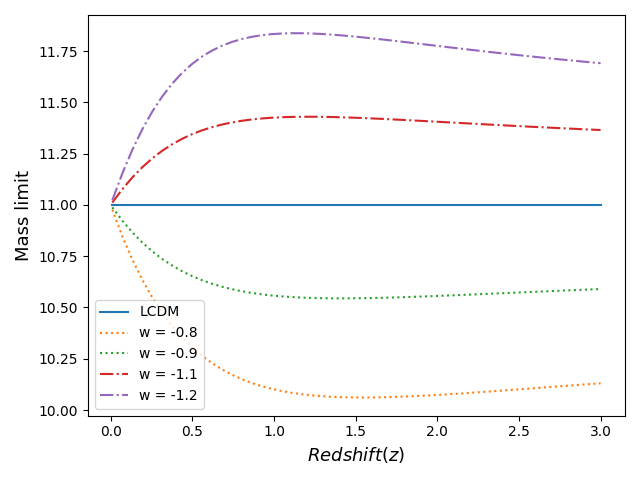 Mass limit
11.75
11.50
11.25
11.00
10.75
10.50
10.25
10.00
LCDM
w = -0.8
w = -0.9
w = -1.1
w = -1.2
0.0 0.5 1.0 1.5 2.0 2.5 3.0
Redshift(z)